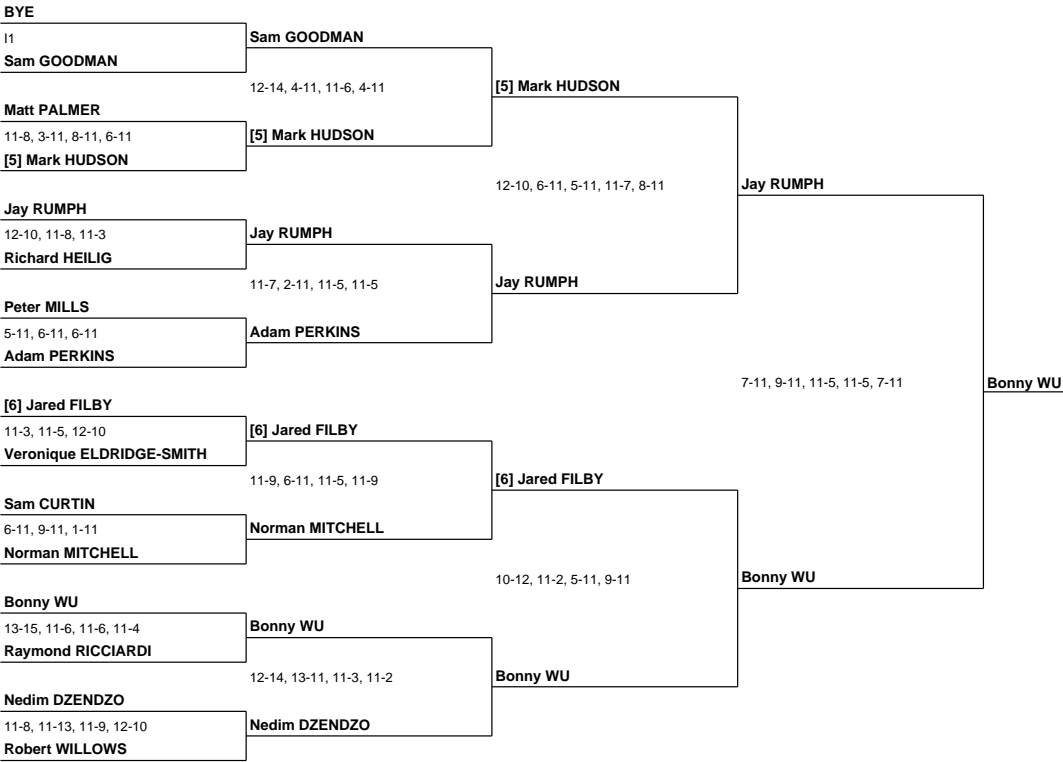 BYE
I1
Sam GOODMAN
Matt PALMER
11-8, 3-11, 8-11, 6-11
[5] Mark HUDSON
Jay RUMPH
12-10, 11-8, 11-3
Richard HEILIG
Peter MILLS
5-11, 6-11, 6-11
Adam PERKINS
[6] Jared FILBY
11-3, 11-5, 12-10
Veronique ELDRIDGE-SMITH
Sam CURTIN
6-11, 9-11, 1-11
Norman MITCHELL
Bonny WU
13-15, 11-6, 11-6, 11-4
Raymond RICCIARDI
Nedim DZENDZO
11-8, 11-13, 11-9, 12-10
Robert WILLOWS
Sam GOODMAN
12-14, 4-11, 11-6, 4-11
[5] Mark HUDSON
Jay RUMPH
11-7, 2-11, 11-5, 11-5
Adam PERKINS
[6] Jared FILBY
11-9, 6-11, 11-5, 11-9
Norman MITCHELL
Bonny WU
12-14, 13-11, 11-3, 11-2
Nedim DZENDZO
[5] Mark HUDSON
12-10, 6-11, 5-11, 11-7, 8-11
Jay RUMPH
[6] Jared FILBY
10-12, 11-2, 5-11, 9-11
Bonny WU
Jay RUMPH
7-11, 9-11, 11-5, 11-5, 7-11
Bonny WU
Bonny WU